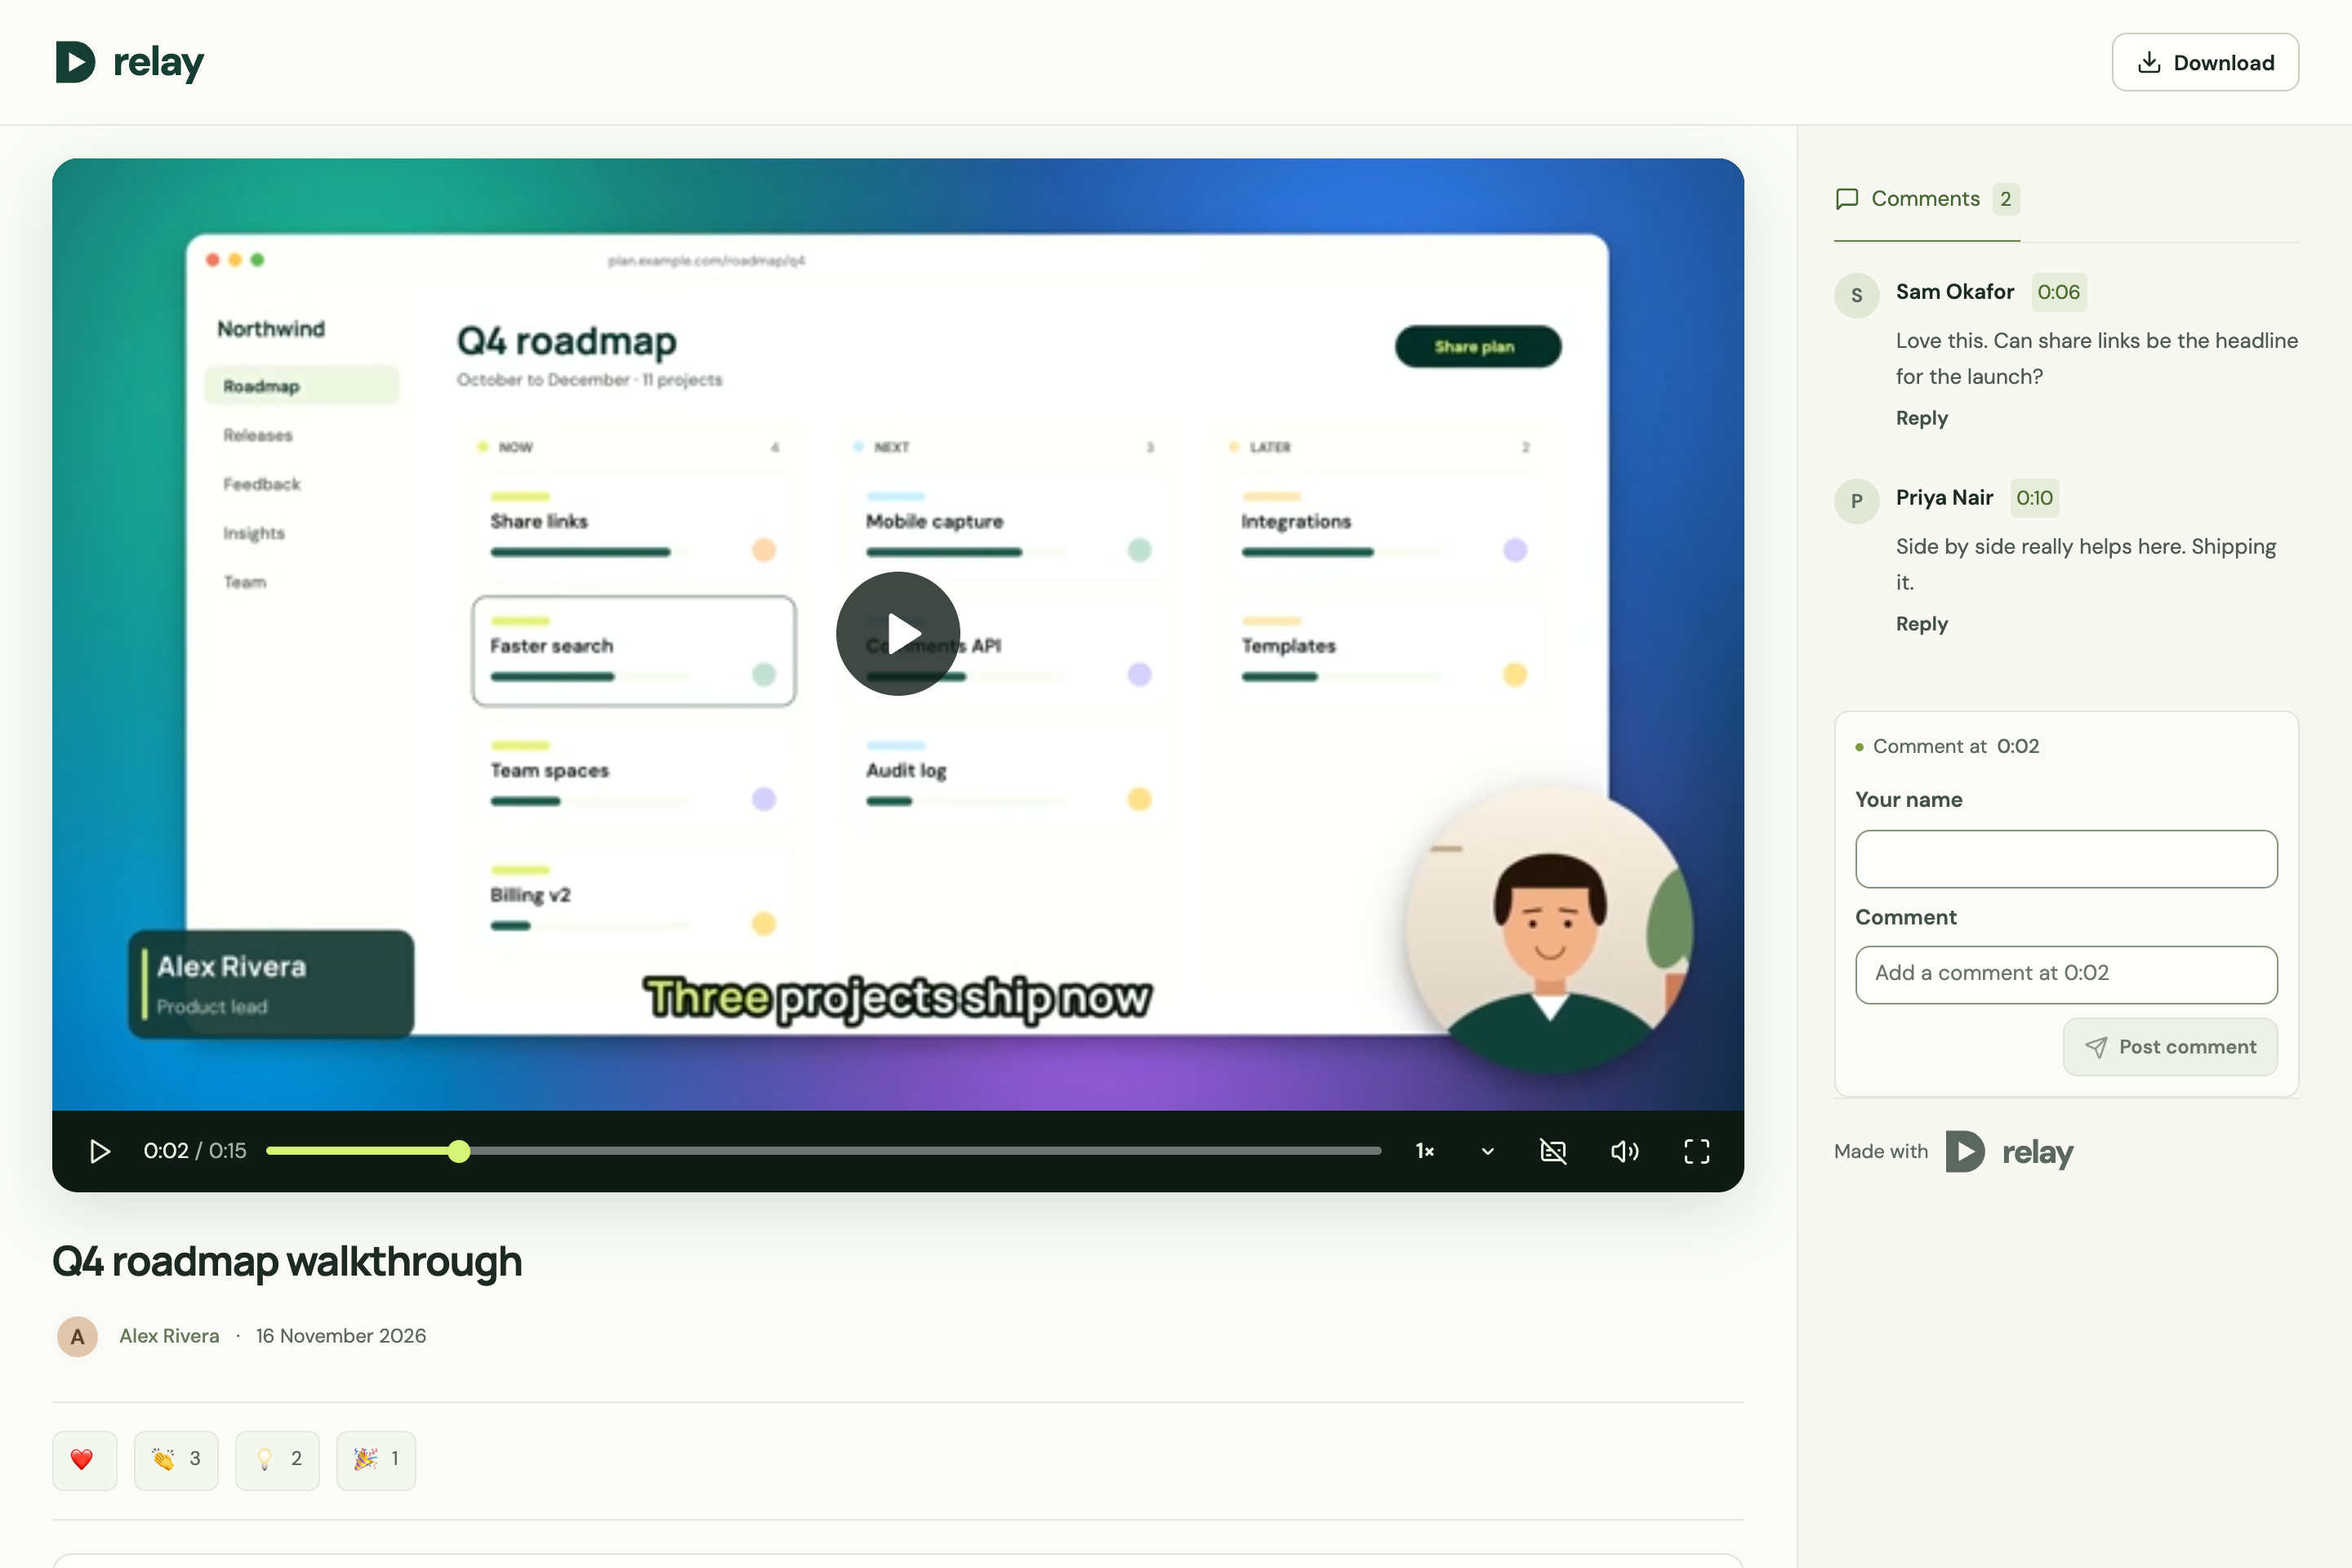 relay
Download
plan.example.com/roadmap/q4
Northwind
Roadmap
Releases
Feedback
Insights
Team
Q4 roadmap
October to December · 11 projects
Share plan
NOW 4
Share links
Faster search
Team spaces
Billing v2
NEXT 3
Mobile capture
Comments API
Audit log
LATER 2
Integrations
Templates
Alex Rivera
Product lead
Three projects ship now
0:02 / 0:15
1×
Q4 roadmap walkthrough
A Alex Rivera · 16 November 2026
3
2
1
Comments 2
S Sam Okafor 0:06
Love this. Can share links be the headline
for the launch?
Reply
P Priya Nair 0:10
Side by side really helps here. Shipping
it.
Reply
Comment at 0:02
Your name
Comment
Add a comment at 0:02
Post comment
Made with relay